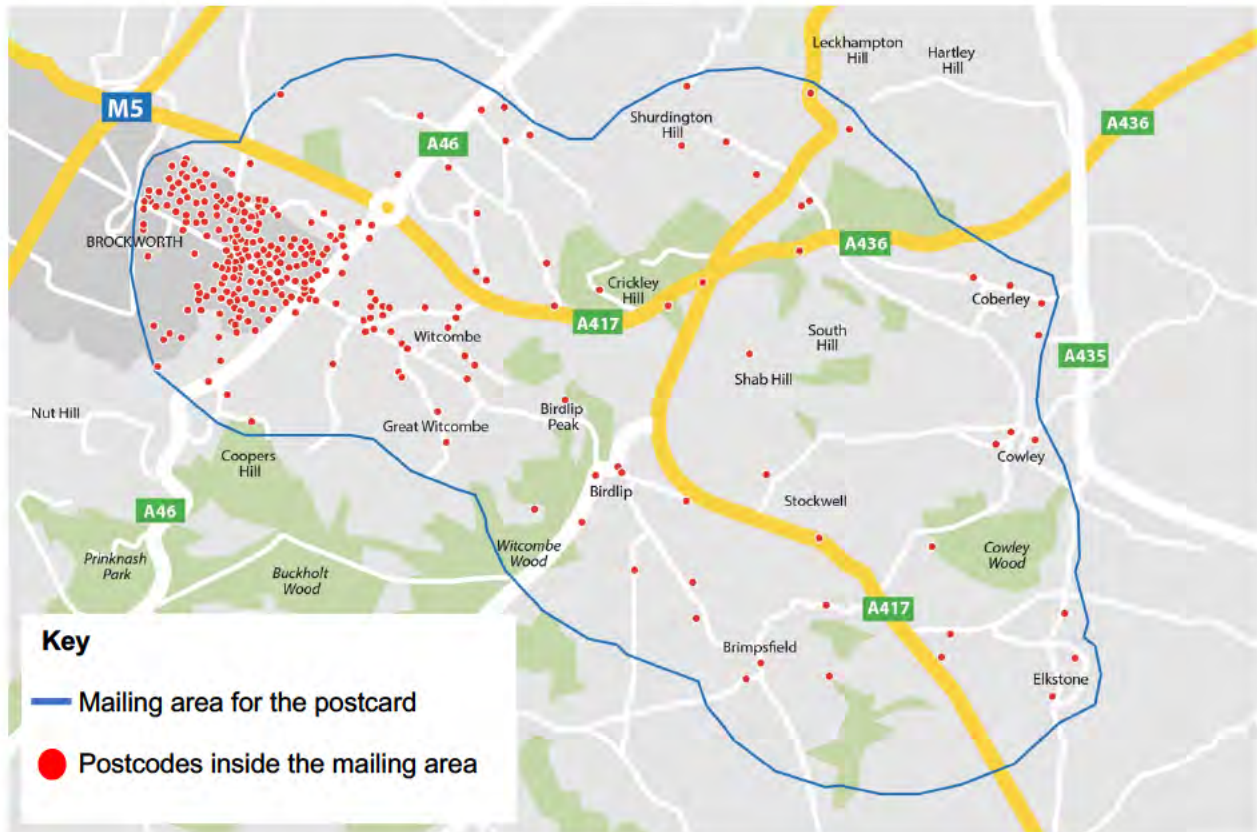 Leckhampton
Hill
Hartley
Hill
M5
Shurdington
Hill
A436
A46
BROCKWORTH
A436
Crickley
Hill
Coberley
A417
Witcombe
South
Hill
A435
Shab Hill
Nut Hill
Birdlip
Peak
Great Witcombe
Coopers
Hill
Cowley
Birdlip
Stockwell
A46
Witcombe
Wood
Cowley
Wood
Prinknash
Park
Buckholt
Wood
A417
Key
Brimpsfield
Elkstone
Mailing area for the postcard
Postcodes inside the mailing area